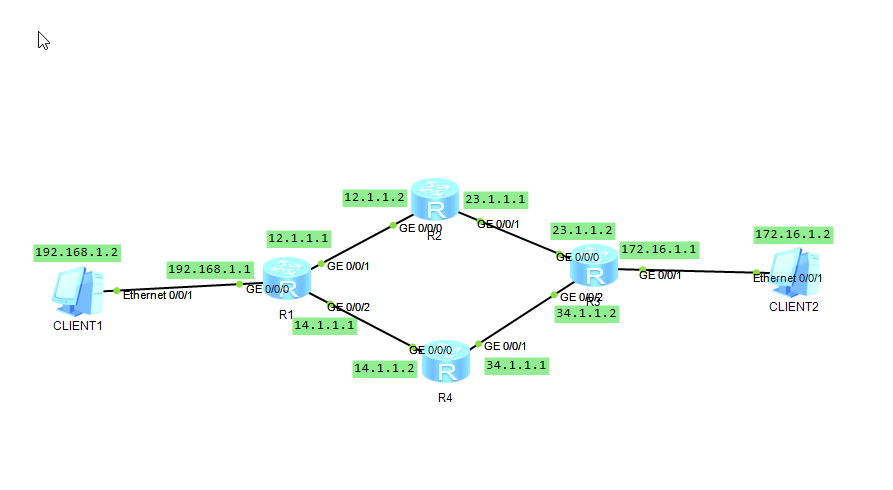 12.1.1.2
23.1.1.1
R
GE 0/0/0
GE 0/0/1
R2
12.1.1.1
23.1.1.2
172.16.1.2
192.168.1.2
172.16.1.1
192.168.1.1
GE 0/0/1
GE 0/0/0
R
GE 0/0/1
Ethernet 0/0/1
Ethernet 0/0/1
GE 0/0/0
R
GE 0/0/2
GE 0/0/2
R3
CLIENT2
R1
34.1.1.2
CLIENT1
14.1.1.1
GE 0/0/0
GE 0/0/1
14.1.1.2
R
34.1.1.1
R4